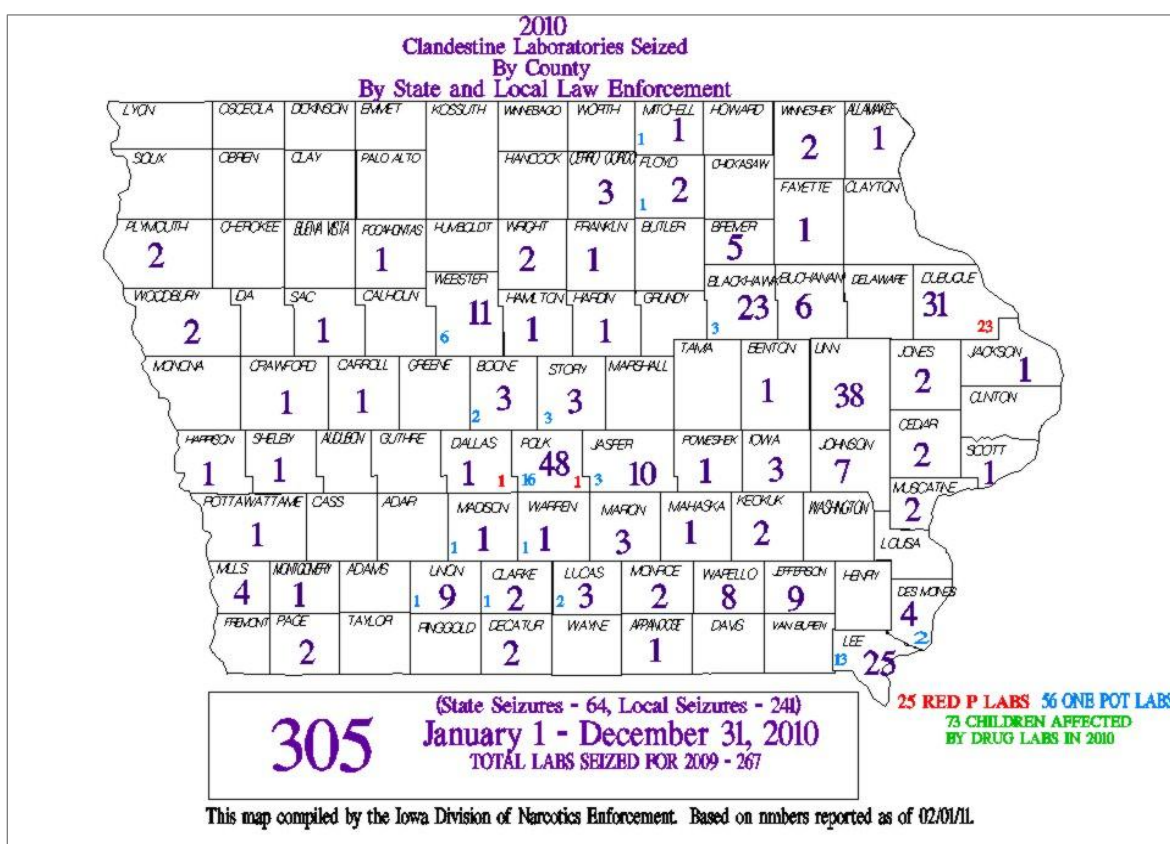 2010
Clandestine Laboratories Seized
By County
By State and Local Law Enforcement
LYON OSCEOLA DICKINSON EMMET KOSSUTH WINNEBAGO WORTH MITCHELL HOWARD WINNESHEK ALLAMAKEE
1 1 2 1
SIOUX OBRIEN CLAY PALO ALTO HANCOCK CERRO GORDO FLOYD CHICKASAW
3 1 2
FAYETTE CLAYTON
1
PLYMOUTH CHEROKEE BUENA VISTA POCAHONTAS HUMBOLDT WRIGHT FRANKLIN BUTLER BREMER
2 1 2 1 5
WOODBURY IDA SAC CALHOUN WEBSTER HAMILTON HARDIN GRUNDY BLACKHAWK BUCHANAN DELAWARE DUBUQUE
2 1 6 11 1 1 3 23 6 31 23
MONONA CRAWFORD CARROLL GREENE BOONE STORY MARSHALL TAMA BENTON LINN JONES JACKSON
1 1 2 3 3 3 1 38 2 1
CLINTON
HARRISON SHELBY AUDUBON GUTHRIE DALLAS POLK JASPER POWESHIEK IOWA JOHNSON CEDAR SCOTT
1 1 1 1 16 48 1 3 10 1 3 7 2 1
POTTAWATTAMIE CASS ADAIR MADISON WARREN MARION MAHASKA KEOKUK WASHINGTON MUSCATINE
1 1 1 1 1 3 1 2 2
LOUISA
MILLS MONTGOMERY ADAMS UNION CLARKE LUCAS MONROE WAPELLO JEFFERSON HENRY DES MOINES
4 1 1 9 1 2 2 3 2 8 9 4 2
FREMONT PAGE TAYLOR RINGGOLD DECATUR WAYNE APPANOOSE DAVIS VAN BUREN LEE
2 2 1 13 25
305
(State Seizures - 64, Local Seizures - 241)
January 1 - December 31, 2010
TOTAL LABS SEIZED FOR 2009 - 267
25 RED P LABS 56 ONE POT LABS
73 CHILDREN AFFECTED
BY DRUG LABS IN 2010
This map compiled by the Iowa Division of Narcotics Enforcement. Based on nmbers reported as of 02/01/11.